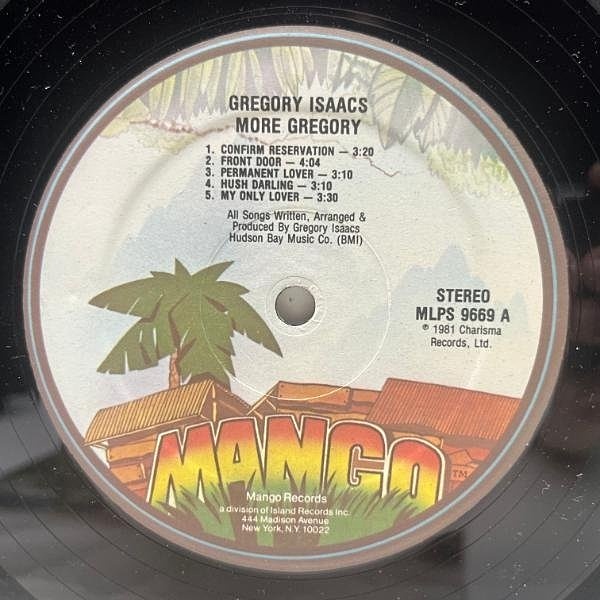 GREGORY ISAACS
MORE GREGORY
1. CONFIRM RESERVATION — 3:20
2. FRONT DOOR — 4:04
3. PERMANENT LOVER — 3:10
4. HUSH DARLING — 3:10
5. MY ONLY LOVER — 3:30
All Songs Written, Arranged &
Produced By Gregory Isaacs
Hudson Bay Music Co. (BMI)
STEREO
MLPS 9669 A
℗ 1981 Charisma
Records, Ltd.
MANGO TM
Mango Records
a division of Island Records Inc.
444 Madison Avenue
New York, N.Y. 10022